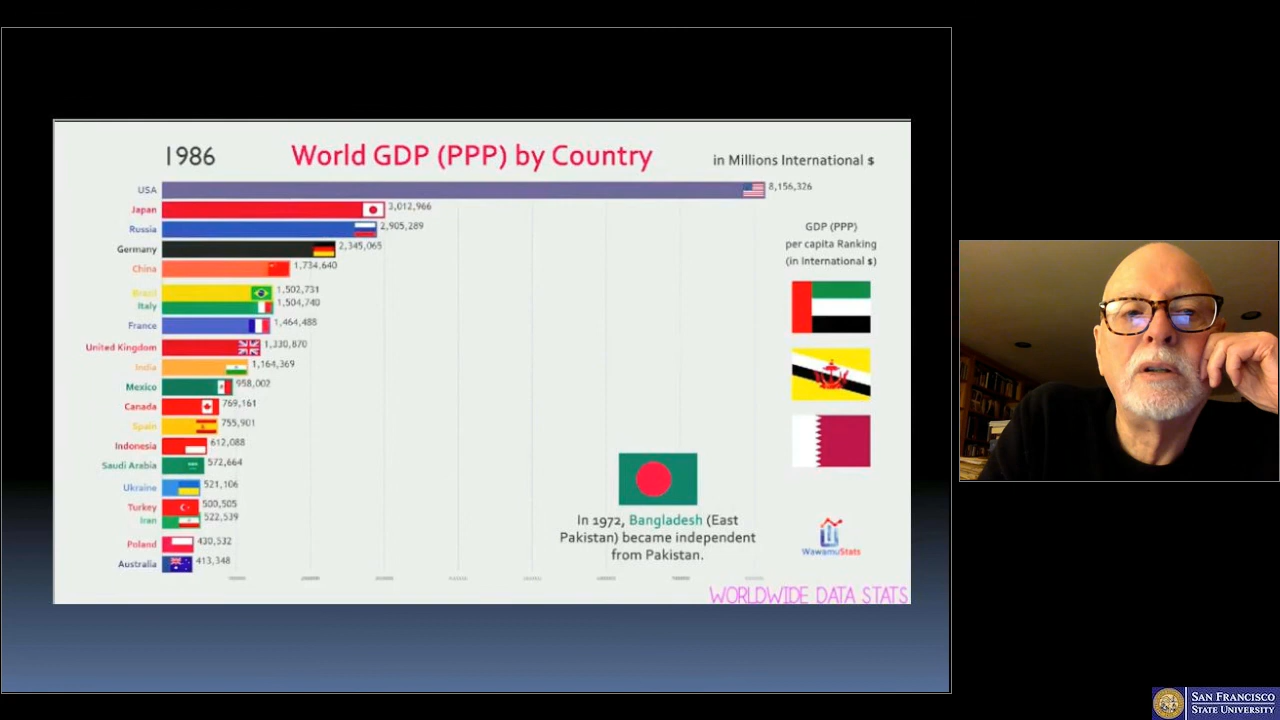 1986
World GDP (PPP) by Country
in Millions International $
USA 8,156,326
Japan 3,012,966
Russia 2,905,289
Germany 2,345,065
China 1,734,640
Brazil 1,502,731
Italy 1,504,740
France 1,464,488
United Kingdom 1,330,870
India 1,164,369
Mexico 958,002
Canada 769,161
Spain 755,901
Indonesia 612,088
Saudi Arabia 572,664
Ukraine 521,106
Turkey 500,505
Iran 522,539
Poland 430,532
Australia 413,348
GDP (PPP)
per capita Ranking
(in International $)
In 1972, Bangladesh (East
Pakistan) became independent
from Pakistan.
WawamuStats
WORLDWIDE DATA STATS
SAN FRANCISCO
STATE UNIVERSITY